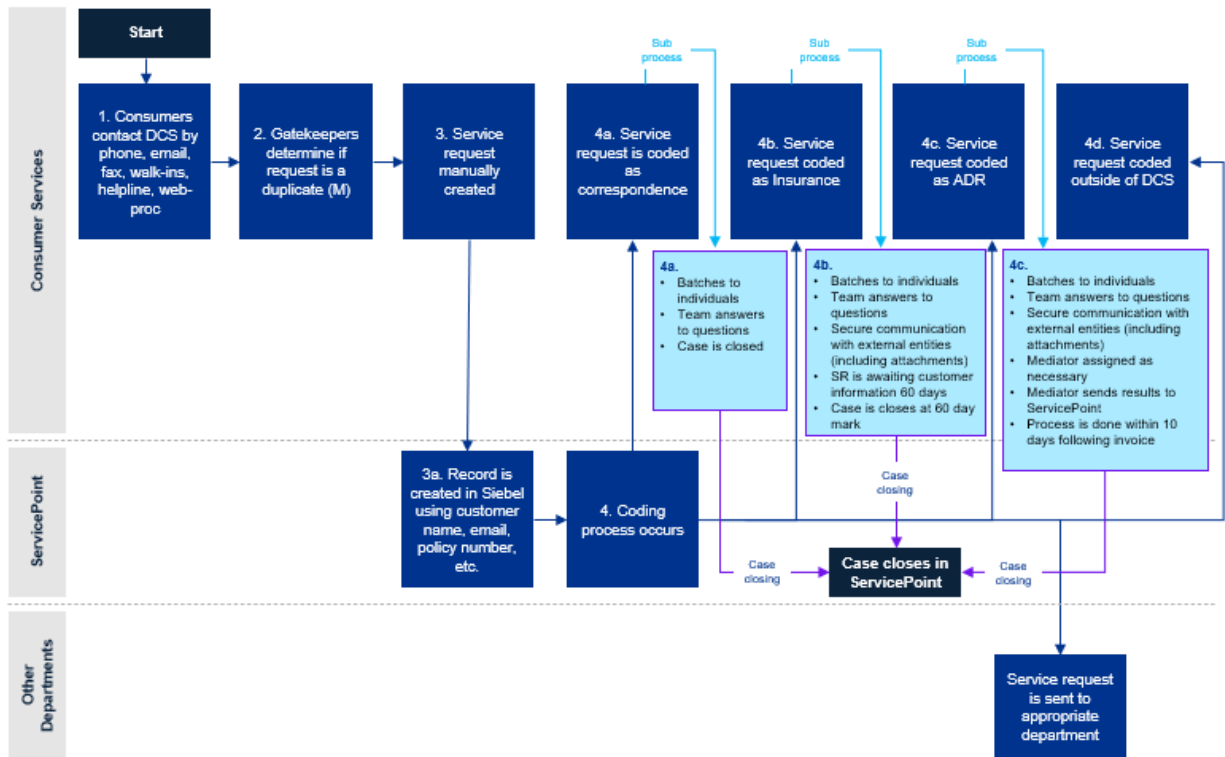 Consumer Services
Start
1. Consumers
contact DCS by
phone, email,
fax, walk-ins,
helpline, web-
proc
2. Gatekeepers
determine if
request is a
duplicate (M)
3. Service
request
manually
created
4a. Service
request is coded
as
correspondence
Sub
process
4b. Service
request coded
as Insurance
Sub
process
4c. Service
request coded
as ADR
Sub
process
4d. Service
request coded
outside of DCS
4a.
• Batches to
individuals
• Team answers
to questions
• Case is closed
4b.
• Batches to individuals
• Team answers to
questions
• Secure communication
with external entities
(including attachments)
• SR is awaiting customer
information 60 days
• Case is closes at 60 day
mark
4c.
• Batches to individuals
• Team answers to questions
• Secure communication with
external entities (including
attachments)
• Mediator assigned as
necessary
• Mediator sends results to
ServicePoint
• Process is done within 10
days following invoice
ServicePoint
3a. Record is
created in Siebel
using customer
name, email,
policy number,
etc.
4. Coding
process occurs
Case
closing
Case
closing
Case
closing
Case closes in
ServicePoint
Other
Departments
Service request
is sent to
appropriate
department